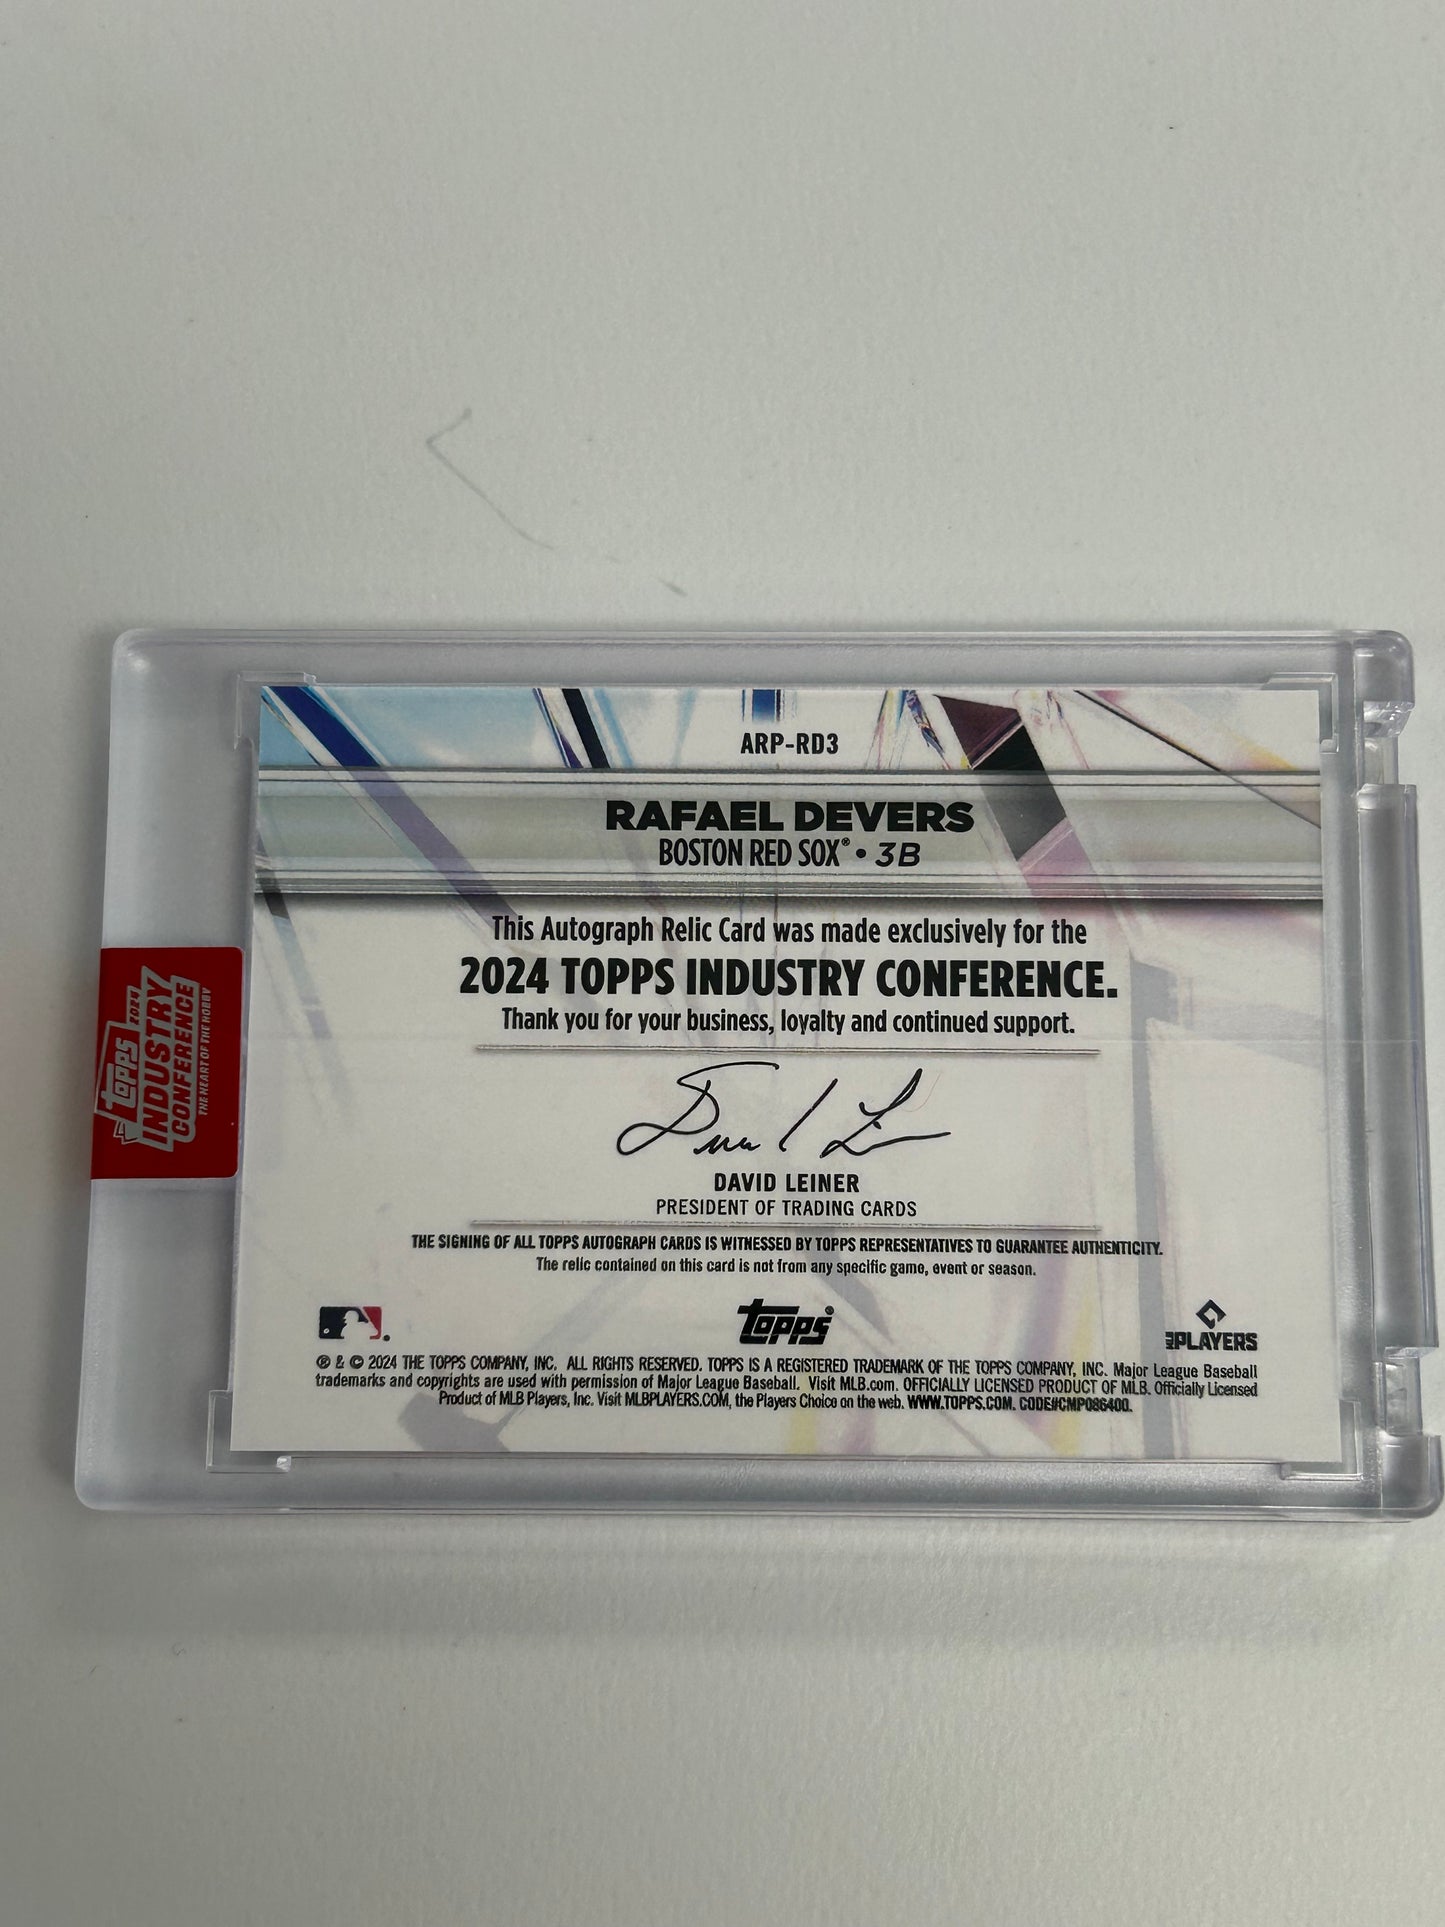 ARP-RD3
RAFAEL DEVERS
BOSTON RED SOX® • 3B
This Autograph Relic Card was made exclusively for the
2024 TOPPS INDUSTRY CONFERENCE.
Thank you for your business, loyalty and continued support.
DAVID LEINER
PRESIDENT OF TRADING CARDS
THE SIGNING OF ALL TOPPS AUTOGRAPH CARDS IS WITNESSED BY TOPPS REPRESENTATIVES TO GUARANTEE AUTHENTICITY.
The relic contained on this card is not from any specific game, event or season.
topps®
PLAYERS
® & © 2024 THE TOPPS COMPANY, INC. ALL RIGHTS RESERVED. TOPPS IS A REGISTERED TRADEMARK OF THE TOPPS COMPANY, INC. Major League Baseball
trademarks and copyrights are used with permission of Major League Baseball. Visit MLB.com. OFFICIALLY LICENSED PRODUCT OF MLB. Officially Licensed
Product of MLB Players, Inc. Visit MLBPLAYERS.COM, the Players Choice on the web. WWW.TOPPS.COM. CODE#CMP086400.
topps 2024
INDUSTRY
CONFERENCE
THE HEART OF THE HOBBY